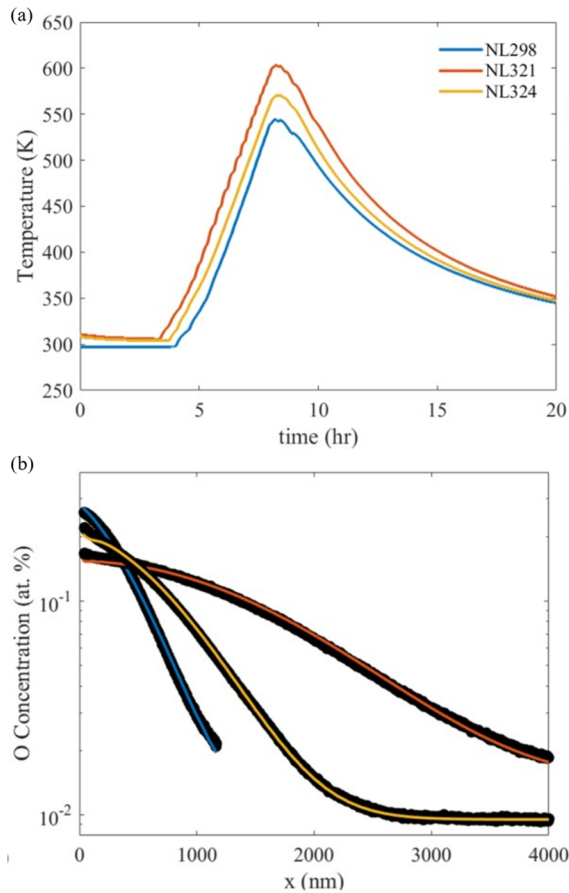 (a)
650
600
550
500
450
400
350
300
250
Temperature (K)
NL298
NL321
NL324
0 5 10 15 20
time (hr)
(b)
10-1
10-2
O Concentration (at. %)
0 1000 2000 3000 4000
x (nm)
)